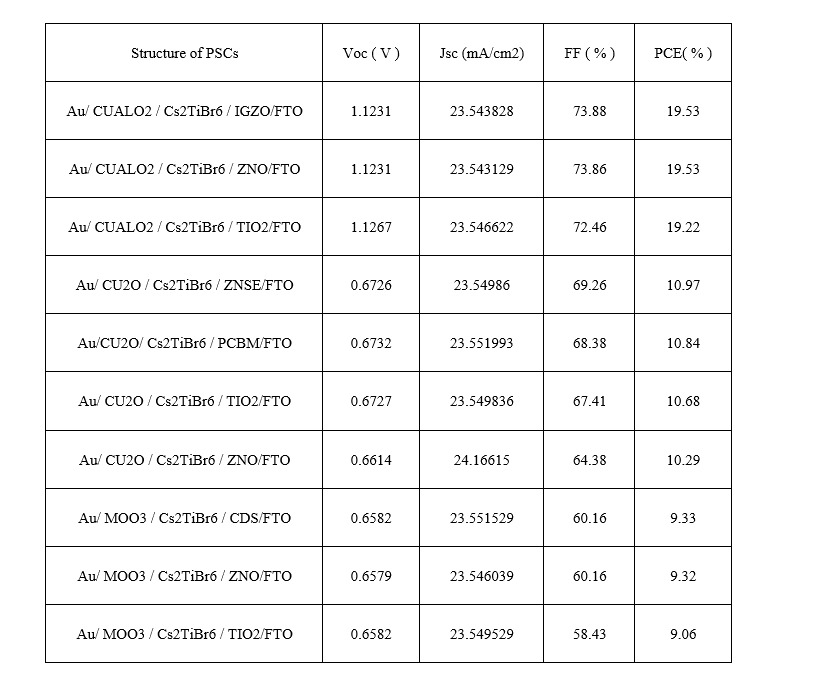 Structure of PSCs Voc ( V ) Jsc (mA/cm2) FF ( % ) PCE( % )
Au/ CUALO2 / Cs2TiBr6 / IGZO/FTO 1.1231 23.543828 73.88 19.53
Au/ CUALO2 / Cs2TiBr6 / ZNO/FTO 1.1231 23.543129 73.86 19.53
Au/ CUALO2 / Cs2TiBr6 / TIO2/FTO 1.1267 23.546622 72.46 19.22
Au/ CU2O / Cs2TiBr6 / ZNSE/FTO 0.6726 23.54986 69.26 10.97
Au/CU2O/ Cs2TiBr6 / PCBM/FTO 0.6732 23.551993 68.38 10.84
Au/ CU2O / Cs2TiBr6 / TIO2/FTO 0.6727 23.549836 67.41 10.68
Au/ CU2O / Cs2TiBr6 / ZNO/FTO 0.6614 24.16615 64.38 10.29
Au/ MOO3 / Cs2TiBr6 / CDS/FTO 0.6582 23.551529 60.16 9.33
Au/ MOO3 / Cs2TiBr6 / ZNO/FTO 0.6579 23.546039 60.16 9.32
Au/ MOO3 / Cs2TiBr6 / TIO2/FTO 0.6582 23.549529 58.43 9.06